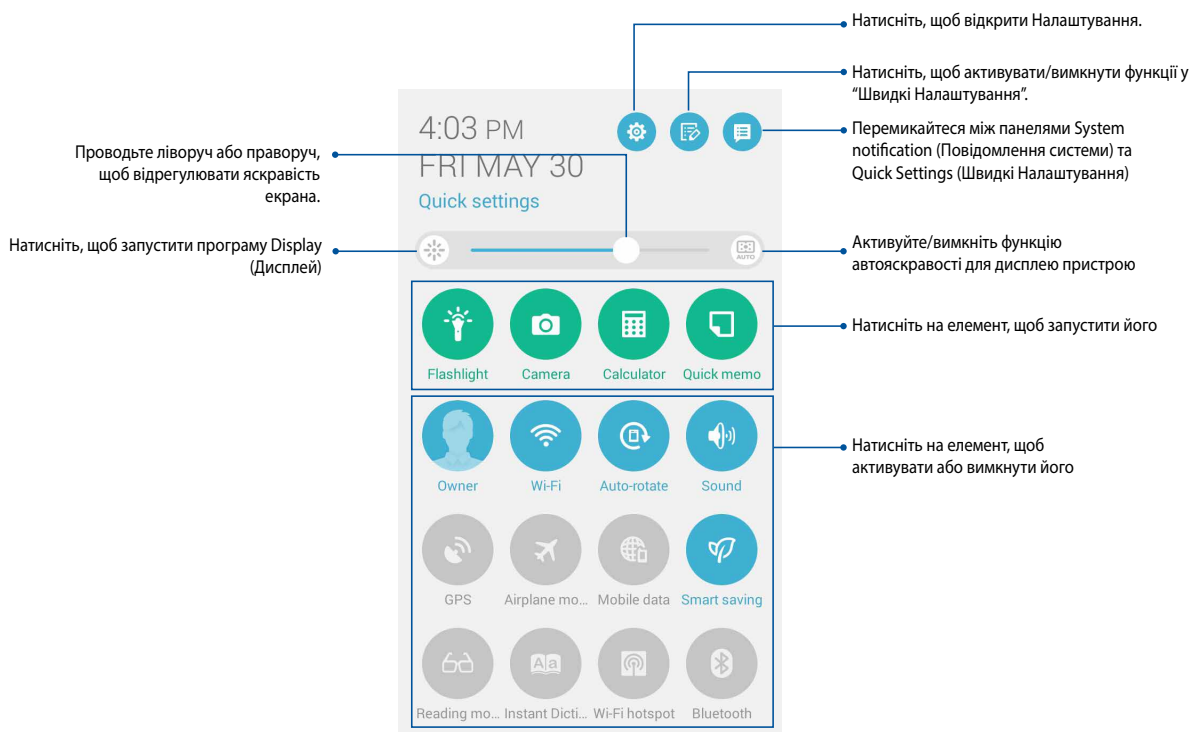 Натисніть, щоб відкрити Налаштування.
Натисніть, щоб активувати/вимкнути функції у
“Швидкі Налаштування”.
Перемикайтеся між панелями System
notification (Повідомлення системи) та
Quick Settings (Швидкі Налаштування)
Проводьте ліворуч або праворуч,
щоб відрегулювати яскравість
екрана.
Натисніть, щоб запустити програму Display
(Дисплей)
4:03 PM
FRI MAY 30
Quick settings
AUTO
Активуйте/вимкніть функцію
автояскравості для дисплею пристрою
Flashlight Camera Calculator Quick memo
Натисніть на елемент, щоб запустити його
Owner Wi-Fi Auto-rotate Sound
Натисніть на елемент, щоб
активувати або вимкнути його
GPS Airplane mo... Mobile data Smart saving
Aa
Reading mo... Instant Dicti... Wi-Fi hotspot Bluetooth